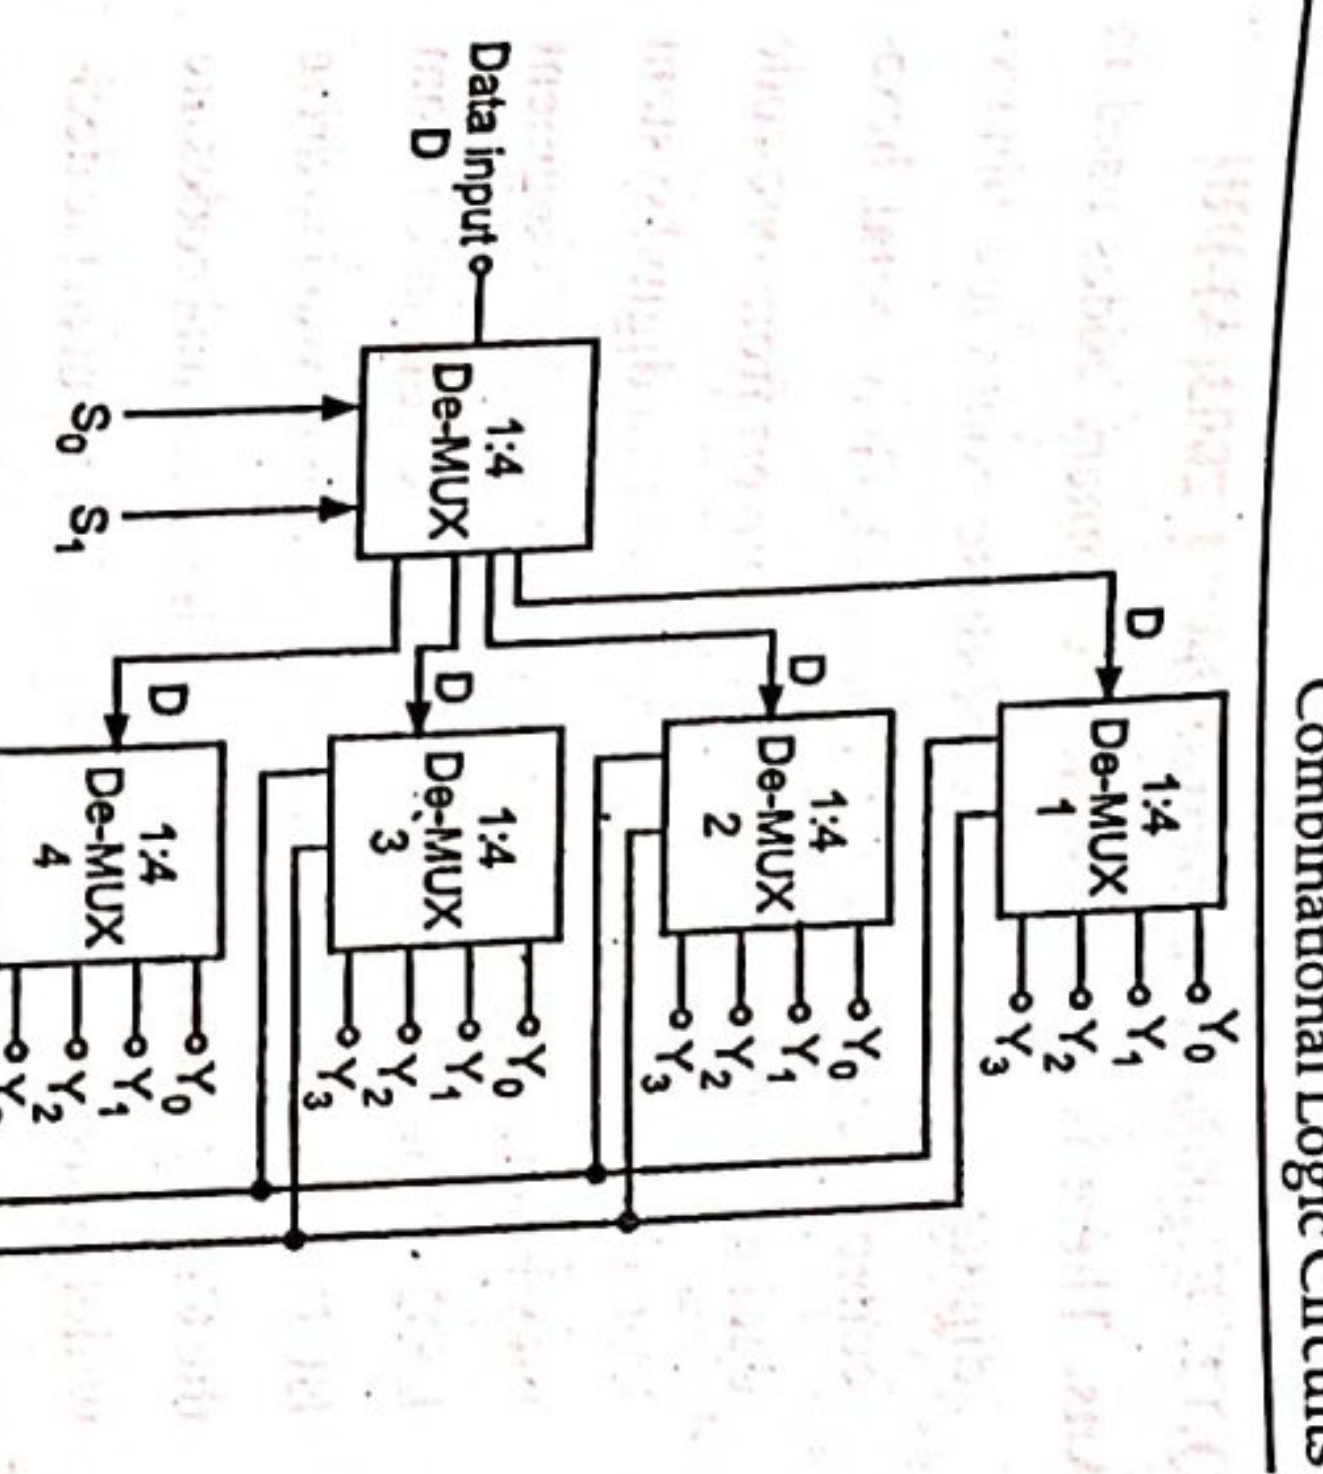 Combinational Logic Circuits
Data input
D
1:4
De-MUX
S0
S1
D
1:4
De-MUX
1
Y0
Y1
Y2
Y3
D
1:4
De-MUX
2
Y0
Y1
Y2
Y3
D
1:4
De-MUX
3
Y0
Y1
Y2
Y3
D
1:4
De-MUX
4
Y0
Y1
Y2